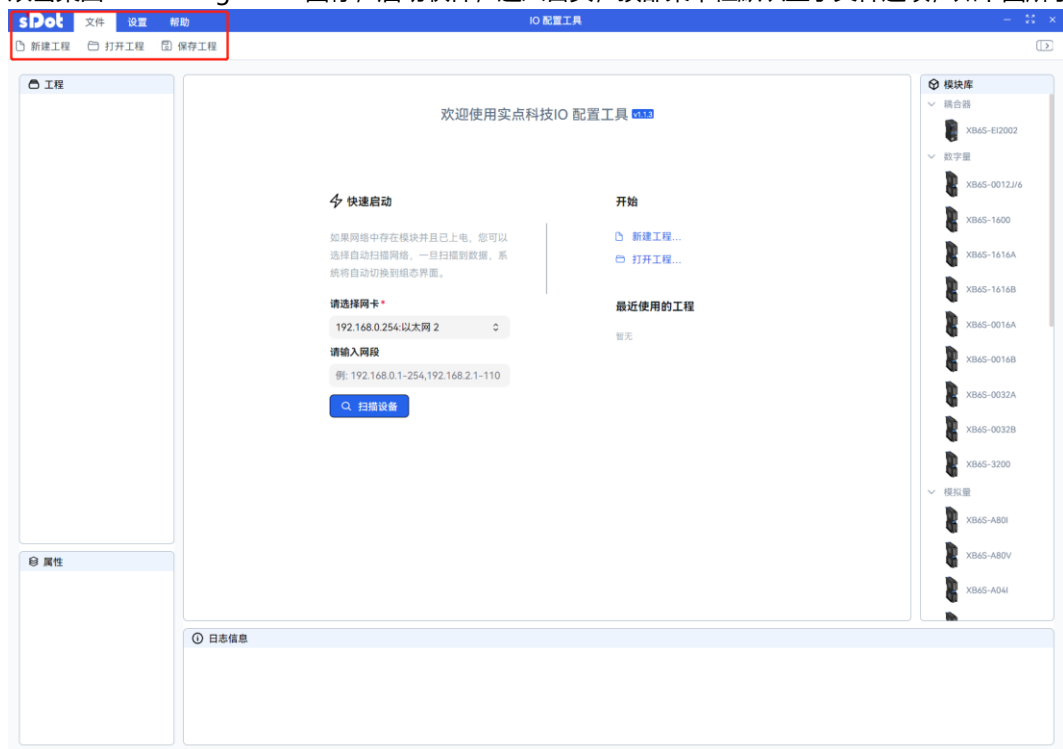 sDot 文件 设置 帮助 IO 配置工具
新建工程 打开工程 保存工程
工程
欢迎使用实点科技IO 配置工具 v1.1.3
快速启动
如果网络中存在模块并且已上电，您可以
选择自动扫描网络，一旦扫描到数据，系
统将自动切换到组态界面。
请选择网卡*
192.168.0.254:以太网 2
请输入网段
例: 192.168.0.1-254,192.168.2.1-110
扫描设备
开始
新建工程...
打开工程...
最近使用的工程
暂无
模块库
耦合器
XB6S-EI2002
数字量
XB6S-0012J/6
XB6S-1600
XB6S-1616A
XB6S-1616B
XB6S-0016A
XB6S-0016B
XB6S-0032A
XB6S-0032B
XB6S-3200
模拟量
XB6S-A80I
XB6S-A80V
XB6S-A04I
属性
日志信息